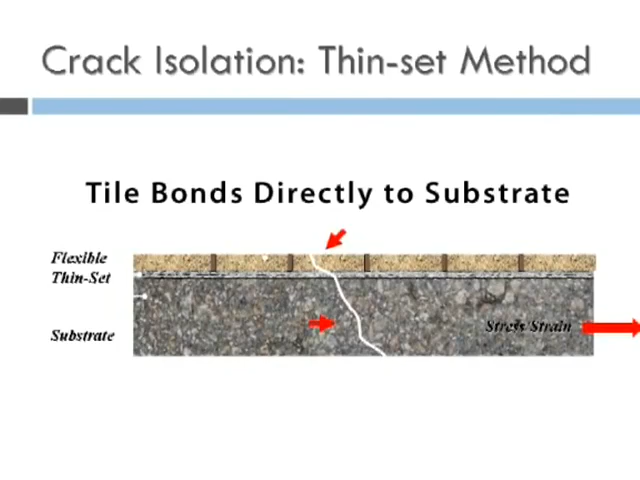 Crack Isolation: Thin-set Method
Tile Bonds Directly to Substrate
Flexible
Thin-Set
Substrate
Stress/Strain